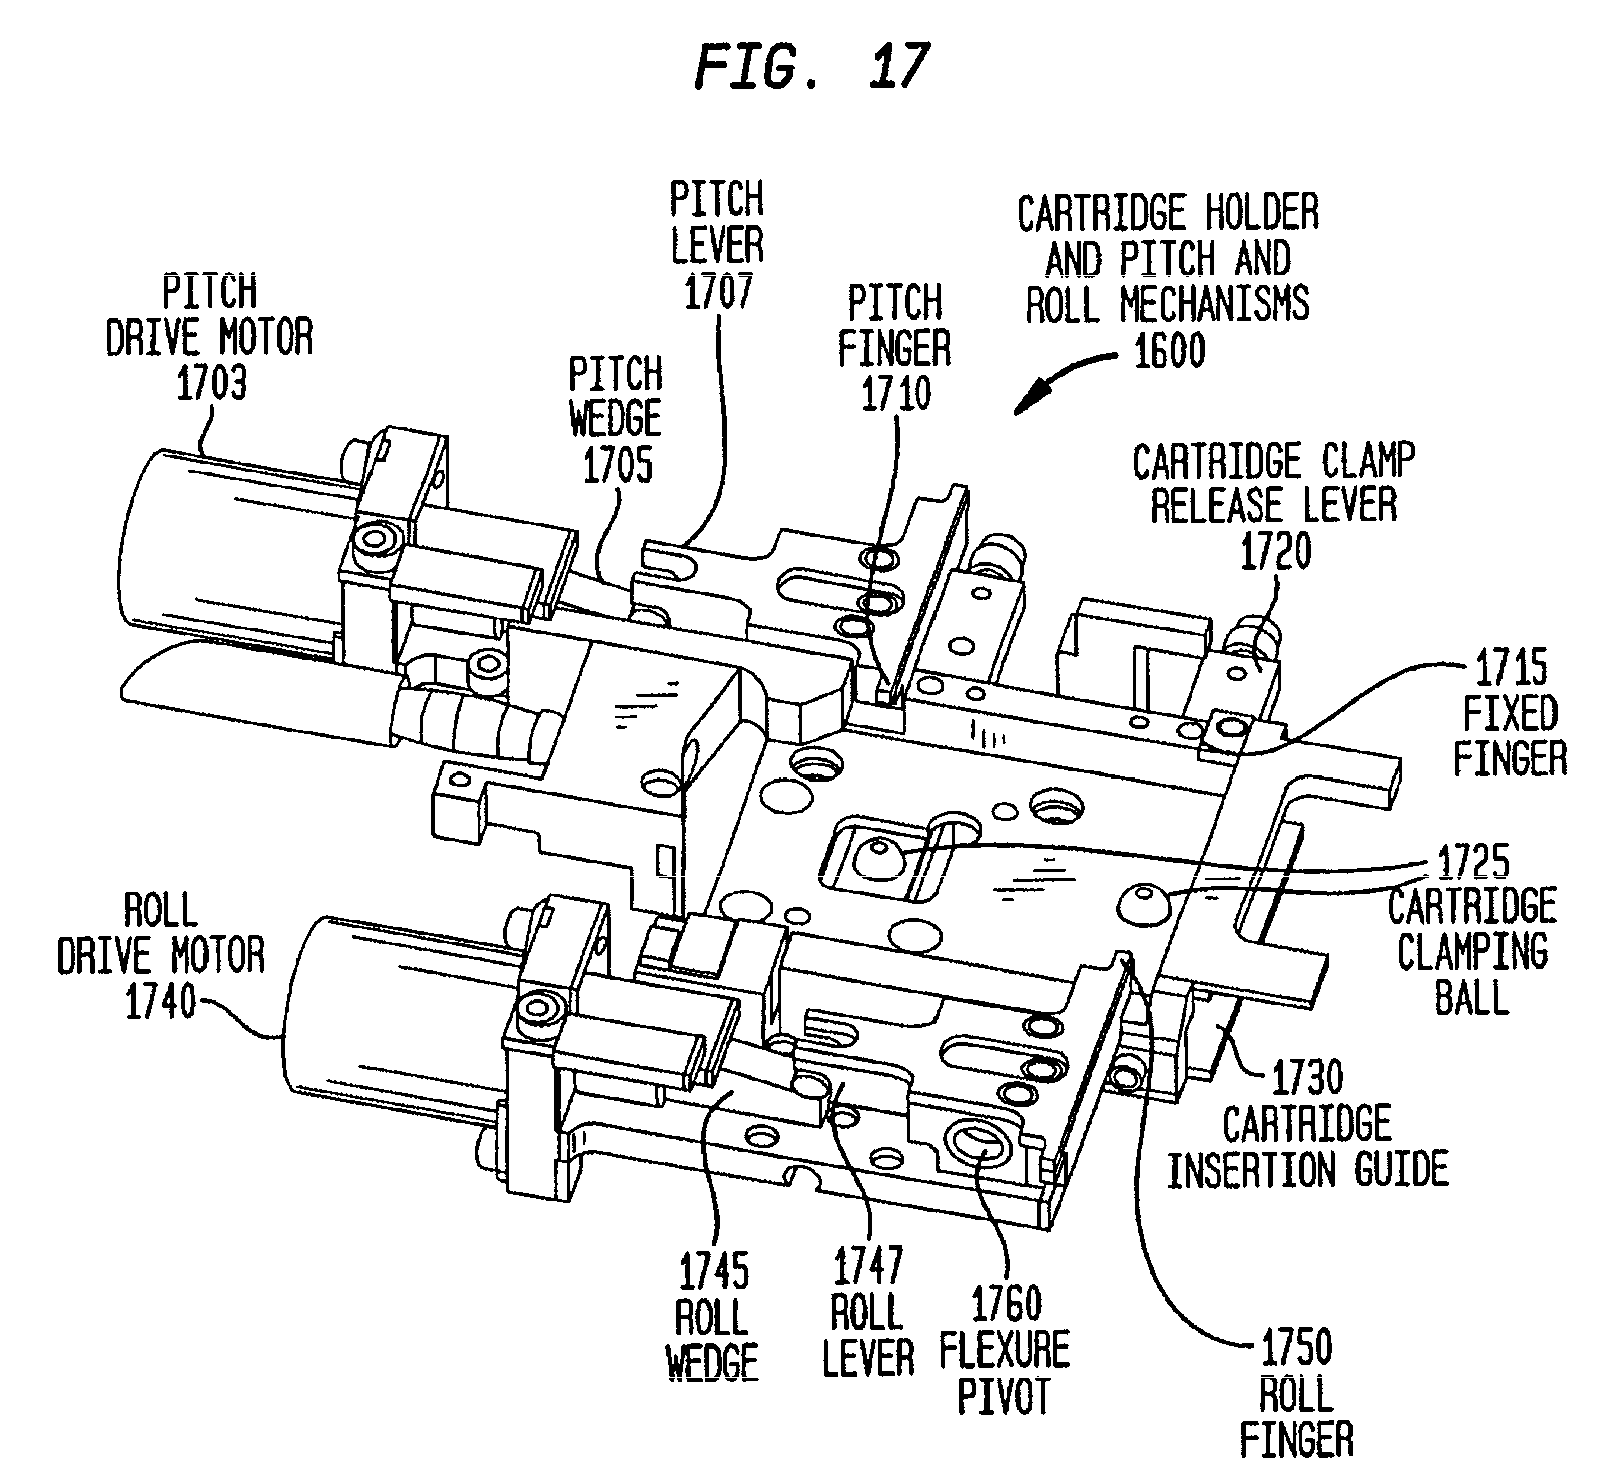 FIG. 17
PITCH
LEVER
1707
CARTRIDGE HOLDER
AND PITCH AND
ROLL MECHANISMS
1600
PITCH
DRIVE MOTOR
1703
PITCH
FINGER
1710
PITCH
WEDGE
1705
CARTRIDGE CLAMP
RELEASE LEVER
1720
1715
FIXED
FINGER
1725
CARTRIDGE
CLAMPING
BALL
ROLL
DRIVE MOTOR
1740
1730
CARTRIDGE
INSERTION GUIDE
1745
ROLL
WEDGE
1747
ROLL
LEVER
1760
FLEXURE
PIVOT
1750
ROLL
FINGER